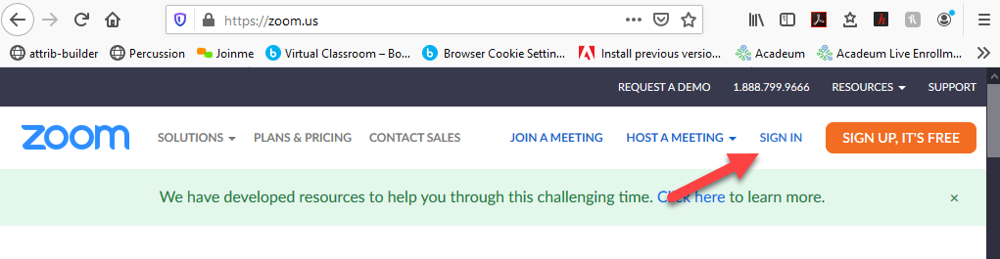 https://zoom.us
attrib-builder Percussion Joinme Virtual Classroom – Bo... Browser Cookie Settin... Install previous versio... Acadeum Acadeum Live Enrollm...
REQUEST A DEMO 1.888.799.9666 RESOURCES SUPPORT
zoom SOLUTIONS PLANS & PRICING CONTACT SALES JOIN A MEETING HOST A MEETING SIGN IN SIGN UP, IT'S FREE
We have developed resources to help you through this challenging time. Click here to learn more.